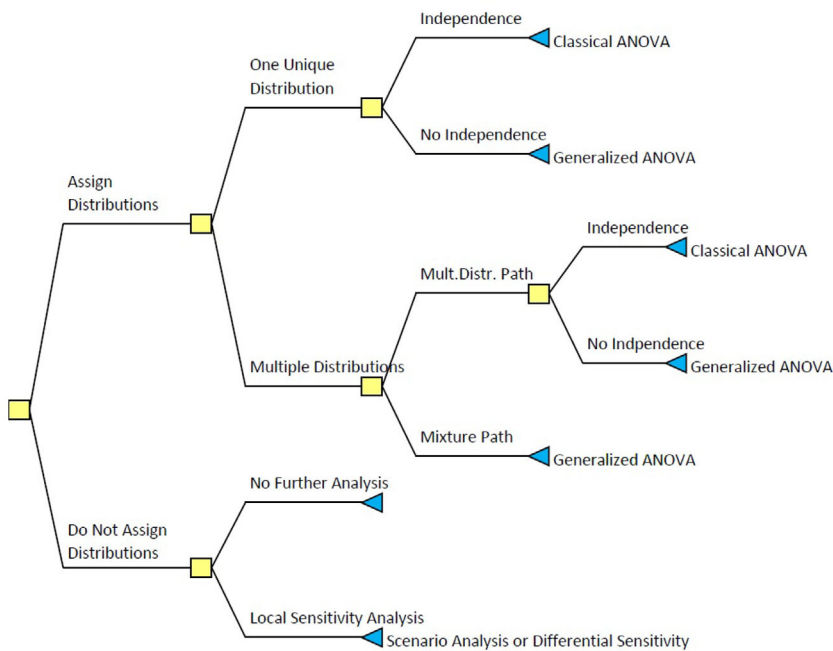 Independence
Classical ANOVA
One Unique
Distribution
No Independence
Generalized ANOVA
Assign
Distributions
Independence
Classical ANOVA
Mult.Distr. Path
No Indpendence
Generalized ANOVA
Multiple Distributions
Mixture Path
Generalized ANOVA
No Further Analysis
Do Not Assign
Distributions
Local Sensitivity Analysis
Scenario Analysis or Differential Sensitivity